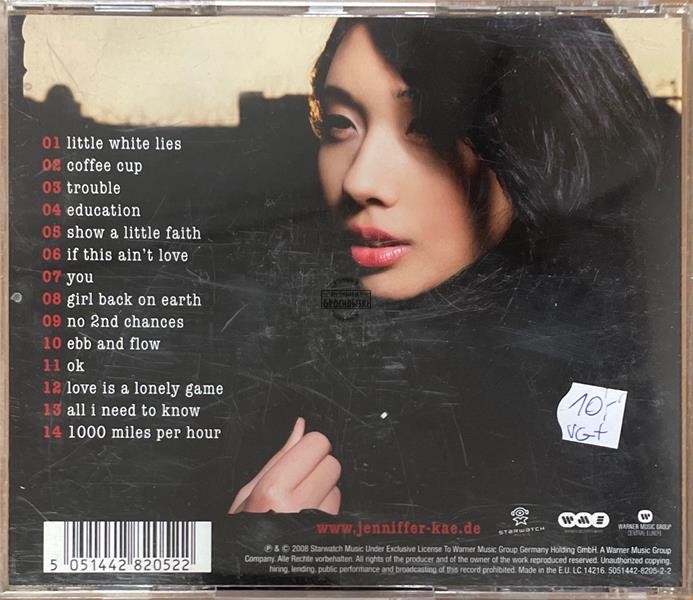 01 little white lies
02 coffee cup
03 trouble
04 education
05 show a little faith
06 if this ain't love
07 you
08 girl back on earth
09 no 2nd chances
10 ebb and flow
11 ok
12 love is a lonely game
13 all i need to know
14 1000 miles per hour
GROCHOWSKI
10,-
VG+
www.jenniffer-kae.de
STARWATCH
WARNER MUSIC GROUP
CENTRAL EUROPE
5 051442 820522
℗ & © 2008 Starwatch Music Under Exclusive License To Warner Music Group Germany Holding GmbH. A Warner Music Group
Company. Alle Rechte vorbehalten. All rights of the producer and of the owner of the work reproduced reserved. Unauthorized copying,
hiring, lending, public performance and broadcasting of this record prohibited. Made in the E.U. LC 14216. 5051442-8205-2-2